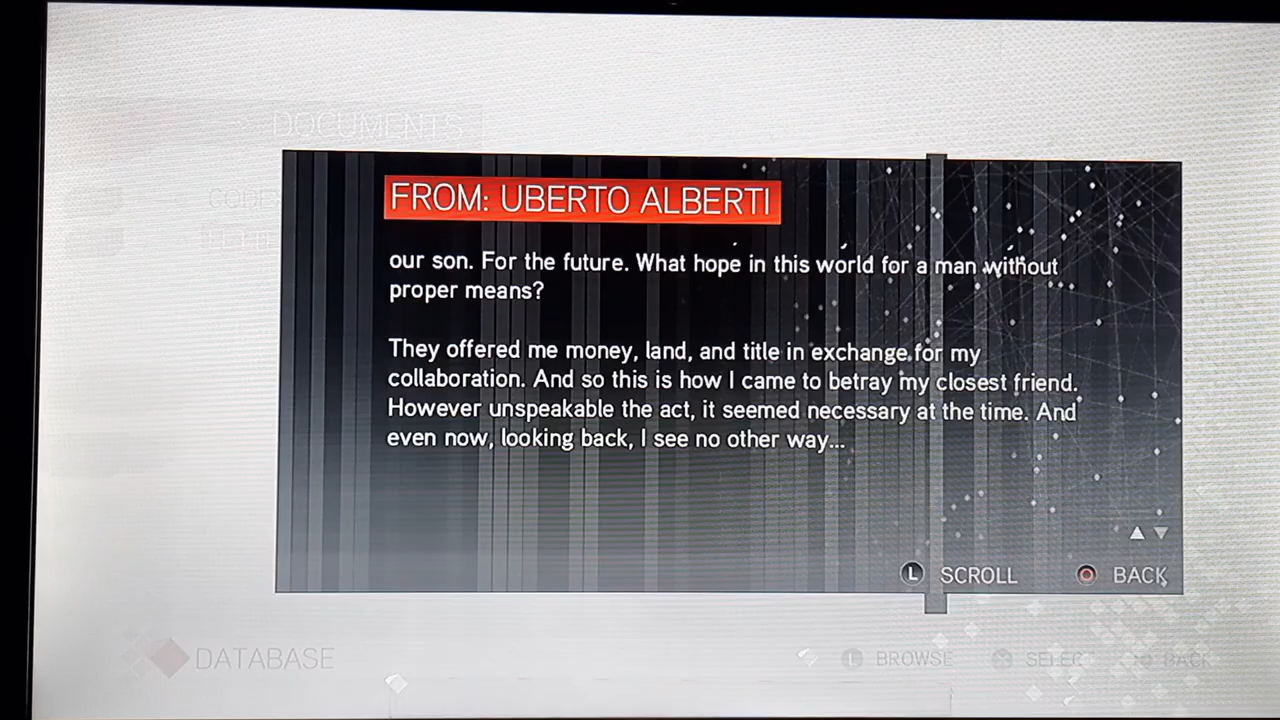 DOCUMENTS
FROM: UBERTO ALBERTI
our son. For the future. What hope in this world for a man without
proper means?
They offered me money, land, and title in exchange for my
collaboration. And so this is how I came to betray my closest friend.
However unspeakable the act, it seemed necessary at the time. And
even now, looking back, I see no other way...
L SCROLL
BACK
DATABASE
L BROWSE
SELECT
BACK